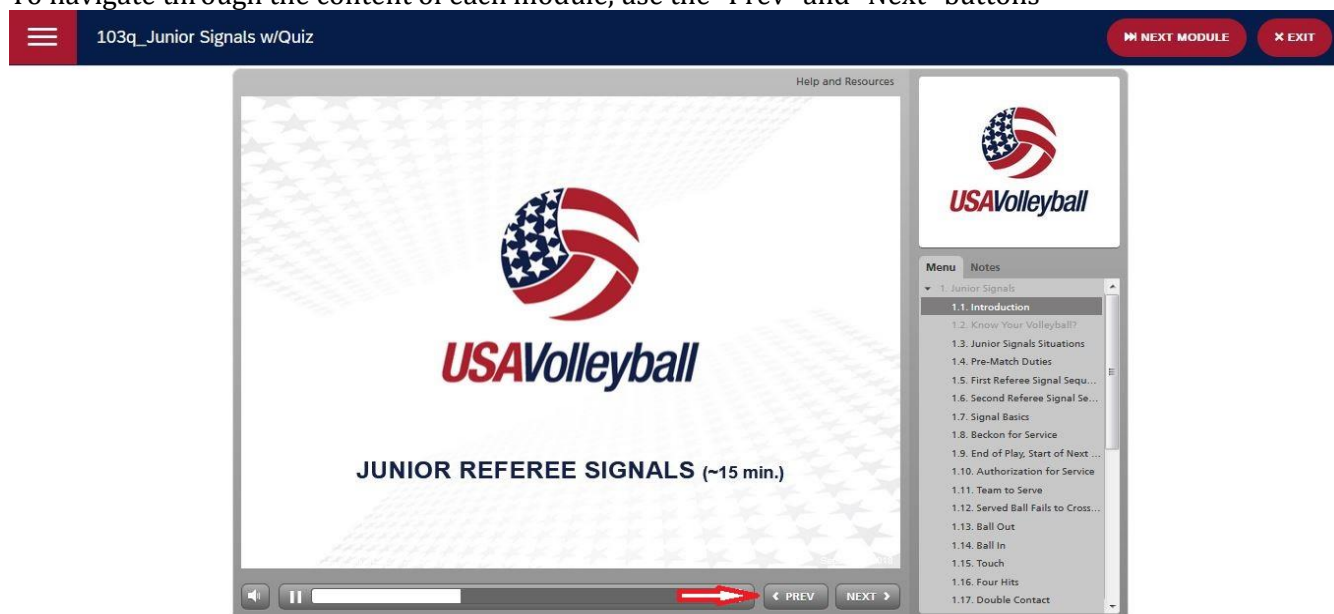 To navigate through the content of each module, use the "Prev" and "Next" buttons
103q_Junior Signals w/Quiz
NEXT MODULE
EXIT
Help and Resources
USAVolleyball
JUNIOR REFEREE SIGNALS (~15 min.)
PREV
NEXT
USAVolleyball
Menu
Notes
1. Junior Signals
1.1. Introduction
1.2. Know Your Volleyball?
1.3. Junior Signals Situations
1.4. Pre-Match Duties
1.5. First Referee Signal Sequ...
1.6. Second Referee Signal Se...
1.7. Signal Basics
1.8. Beckon for Service
1.9. End of Play, Start of Next ...
1.10. Authorization for Service
1.11. Team to Serve
1.12. Served Ball Fails to Cross...
1.13. Ball Out
1.14. Ball In
1.15. Touch
1.16. Four Hits
1.17. Double Contact